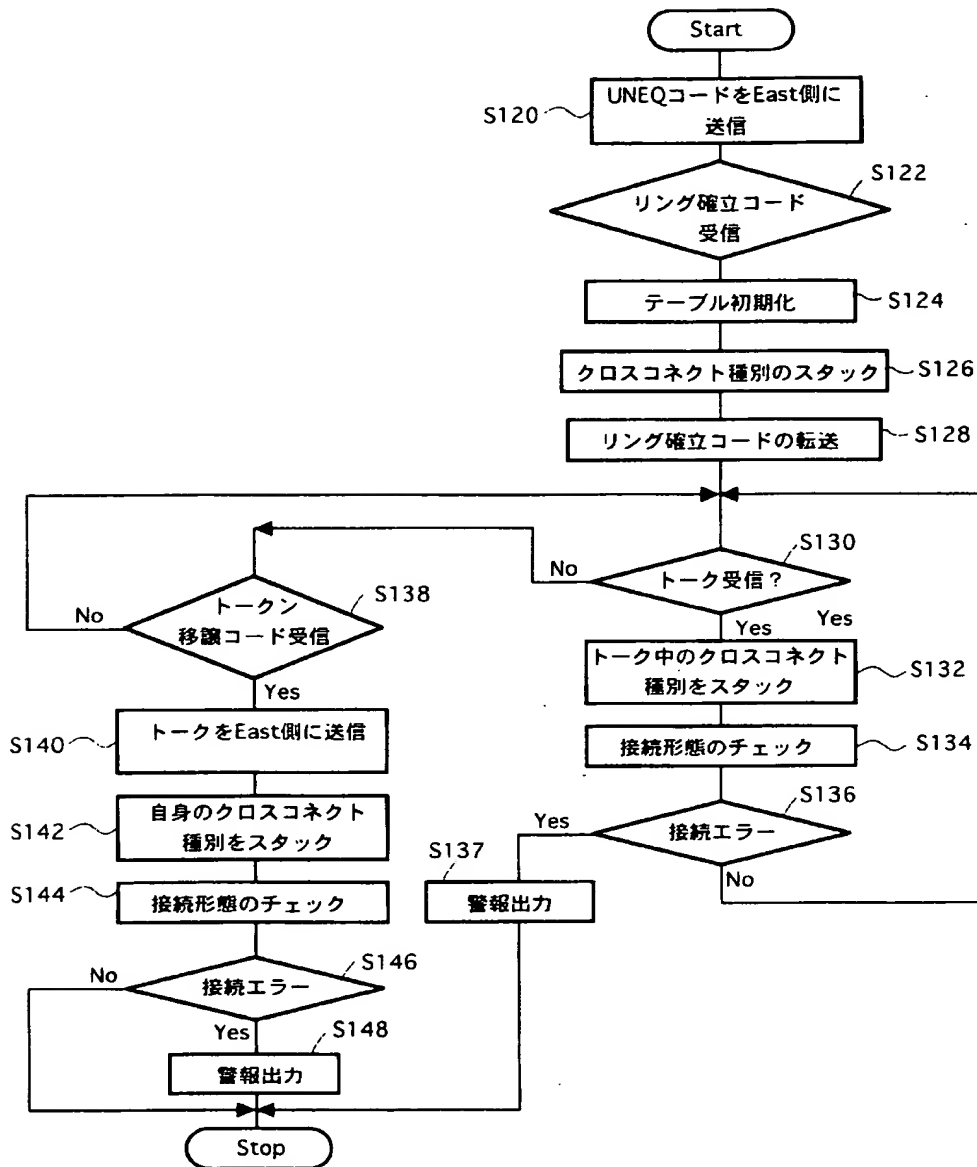 Start
UNEQコードをEast側に
送信
S120
S122
リング確立コード
受信
テーブル初期化
S124
クロスコネクト種別のスタック
S126
リング確立コードの転送
S128
S130
トーク受信？
No
Yes
Yes
S138
トークン
移譲コード受信
No
Yes
トーク中のクロスコネクト
種別をスタック
S132
S140
トークをEast側に送信
接続形態のチェック
S134
S142
自身のクロスコネクト
種別をスタック
S136
接続エラー
Yes
No
S137
警報出力
S144
接続形態のチェック
S146
接続エラー
No
Yes
S148
警報出力
Stop